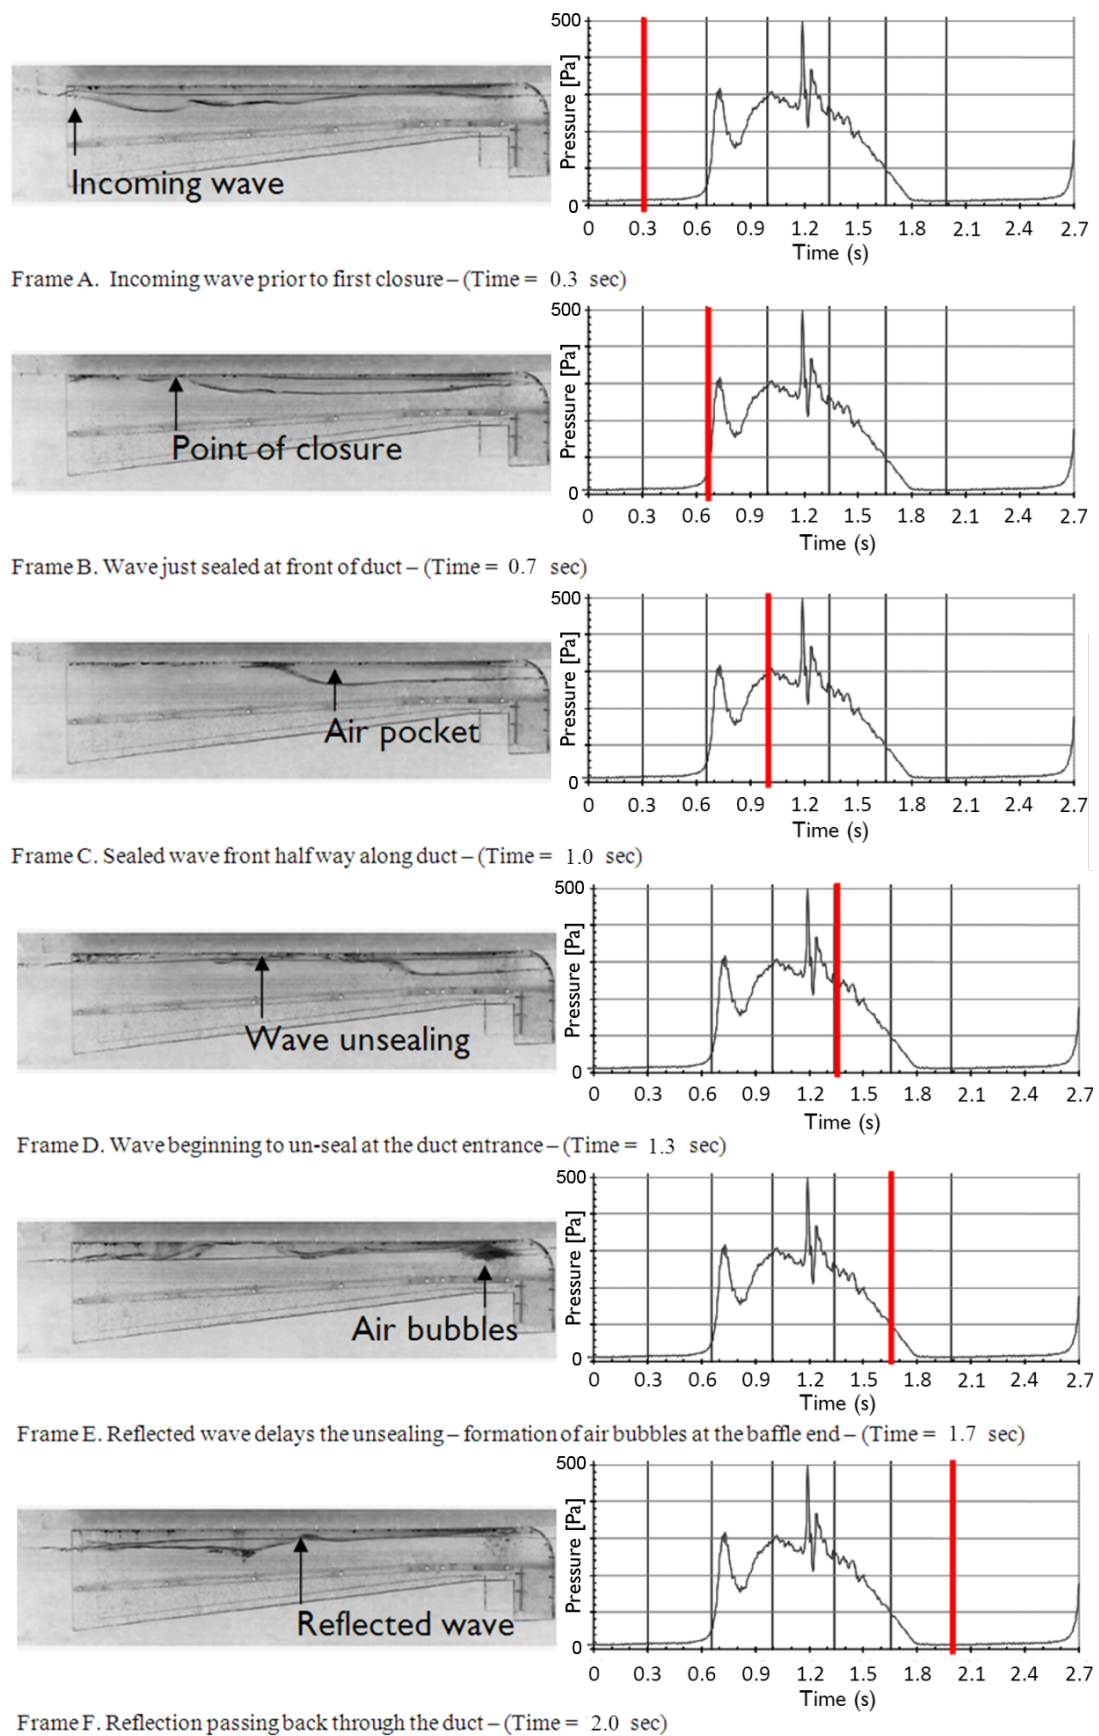 500
Pressure [Pa]
0
0 0.3 0.6 0.9 1.2 1.5 1.8 2.1 2.4 2.7
Time (s)
Incoming wave
Frame A. Incoming wave prior to first closure – (Time = 0.3 sec)
500
Pressure [Pa]
0
0 0.3 0.6 0.9 1.2 1.5 1.8 2.1 2.4 2.7
Time (s)
Point of closure
Frame B. Wave just sealed at front of duct – (Time = 0.7 sec)
500
Pressure [Pa]
0
0 0.3 0.6 0.9 1.2 1.5 1.8 2.1 2.4 2.7
Time (s)
Air pocket
Frame C. Sealed wave front half way along duct – (Time = 1.0 sec)
500
Pressure [Pa]
0
0 0.3 0.6 0.9 1.2 1.5 1.8 2.1 2.4 2.7
Time (s)
Wave unsealing
Frame D. Wave beginning to un-seal at the duct entrance – (Time = 1.3 sec)
500
Pressure [Pa]
0
0 0.3 0.6 0.9 1.2 1.5 1.8 2.1 2.4 2.7
Time (s)
Air bubbles
Frame E. Reflected wave delays the unsealing – formation of air bubbles at the baffle end – (Time = 1.7 sec)
500
Pressure [Pa]
0
0 0.3 0.6 0.9 1.2 1.5 1.8 2.1 2.4 2.7
Time (s)
Reflected wave
Frame F. Reflection passing back through the duct – (Time = 2.0 sec)